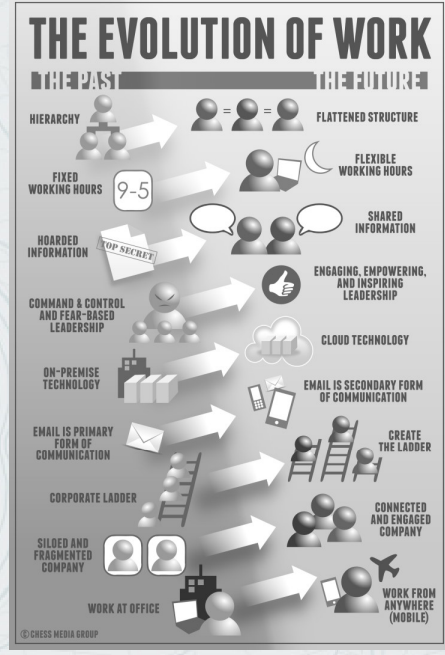 THE EVOLUTION OF WORK
THE PAST
THE FUTURE
HIERARCHY
= =
FLATTENED STRUCTURE
FIXED
WORKING HOURS
9-5
FLEXIBLE
WORKING HOURS
HOARDED
INFORMATION
TOP SECRET
SHARED
INFORMATION
COMMAND & CONTROL
AND FEAR-BASED
LEADERSHIP
ENGAGING, EMPOWERING,
AND INSPIRING
LEADERSHIP
ON-PREMISE
TECHNOLOGY
CLOUD TECHNOLOGY
EMAIL IS PRIMARY
FORM OF
COMMUNICATION
EMAIL IS SECONDARY FORM
OF COMMUNICATION
CORPORATE LADDER
CREATE
THE LADDER
SILOED AND
FRAGMENTED
COMPANY
CONNECTED
AND ENGAGED
COMPANY
WORK AT OFFICE
WORK FROM
ANYWHERE
(MOBILE)
© CHESS MEDIA GROUP